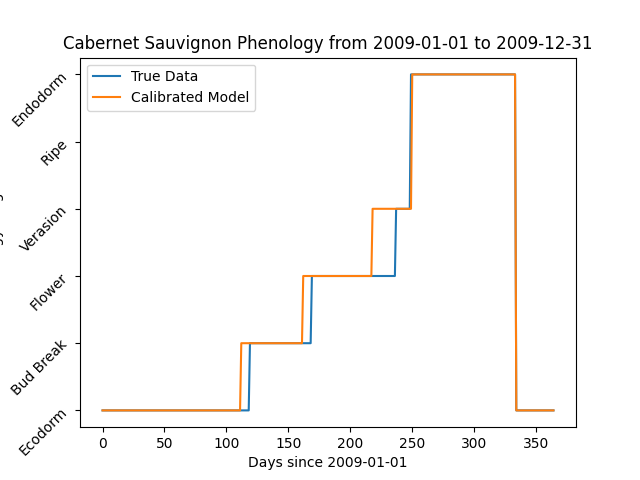 Cabernet Sauvignon Phenology from 2009-01-01 to 2009-12-31
True Data
Calibrated Model
Endodorm
Ripe
Verasion
Flower
Bud Break
Ecodorm
0 50 100 150 200 250 300 350
Days since 2009-01-01